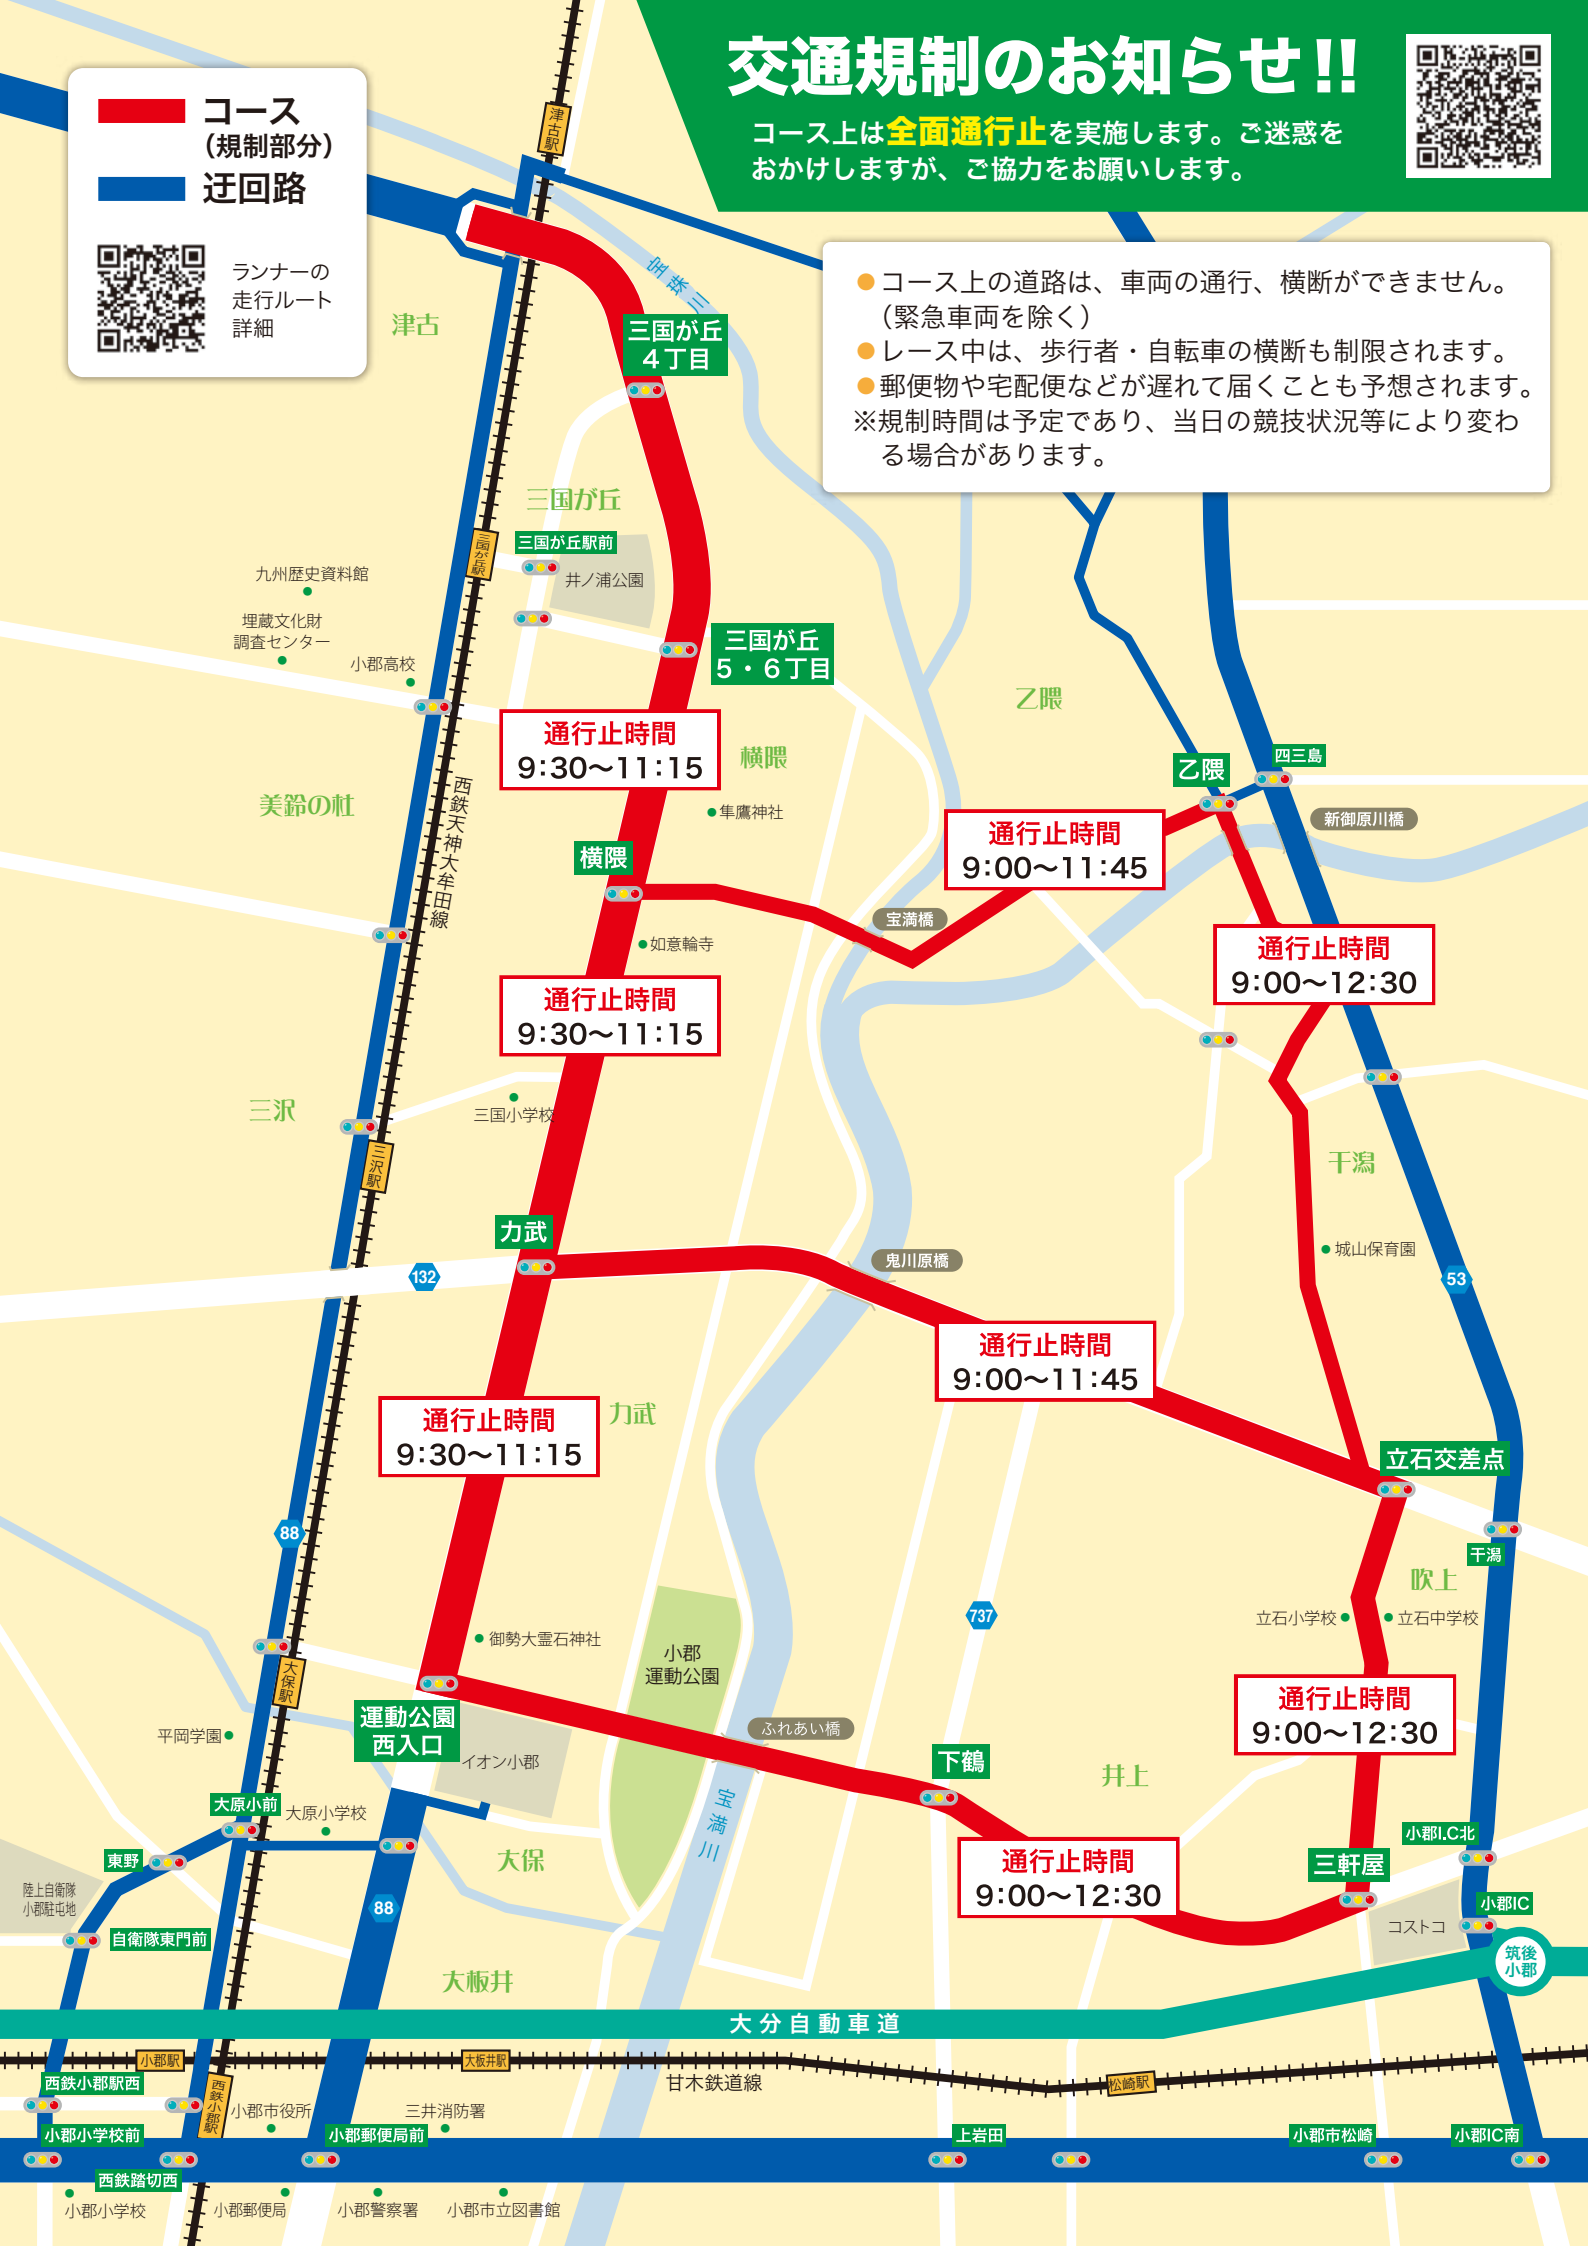 交通規制のお知らせ!!
コース上は全面通行止を実施します。ご迷惑を
おかけしますが、ご協力をお願いします。
コース
（規制部分）
迂回路
ランナーの
走行ルート
詳細
●コース上の道路は、車両の通行、横断ができません。
（緊急車両を除く）
●レース中は、歩行者・自転車の横断も制限されます。
●郵便物や宅配便などが遅れて届くことも予想されます。
※規制時間は予定であり、当日の競技状況等により変わ
る場合があります。
津古駅
宝珠川
津古
三国が丘
4丁目
三国が丘
三国が丘駅前
三国が丘駅
井ノ浦公園
九州歴史資料館
埋蔵文化財
調査センター
小郡高校
三国が丘
5・6丁目
乙隈
通行止時間
9:30〜11:15
横隈
乙隈
四三島
美鈴の杜
西鉄天神大牟田線
隼鷹神社
新御原川橋
通行止時間
9:00〜11:45
横隈
宝満橋
如意輪寺
通行止時間
9:00〜12:30
通行止時間
9:30〜11:15
三沢
三国小学校
三沢駅
干潟
力武
城山保育園
鬼川原橋
132
53
通行止時間
9:00〜11:45
通行止時間
9:30〜11:15
力武
立石交差点
88
干潟
吹上
737
立石小学校
立石中学校
御勢大霊石神社
小郡
運動公園
大保駅
通行止時間
9:00〜12:30
運動公園
西入口
平岡学園
ふれあい橋
イオン小郡
下鶴
井上
宝満川
大原小前
大原小学校
小郡I.C北
東野
大保
通行止時間
9:00〜12:30
三軒屋
陸上自衛隊
小郡駐屯地
88
小郡IC
コストコ
自衛隊東門前
筑後
小郡
大板井
大分自動車道
小郡駅
大板井駅
甘木鉄道線
松崎駅
西鉄小郡駅西
西鉄小郡駅
小郡市役所
三井消防署
小郡小学校前
小郡郵便局前
上岩田
小郡市松崎
小郡IC南
西鉄踏切西
小郡小学校
小郡郵便局
小郡警察署
小郡市立図書館